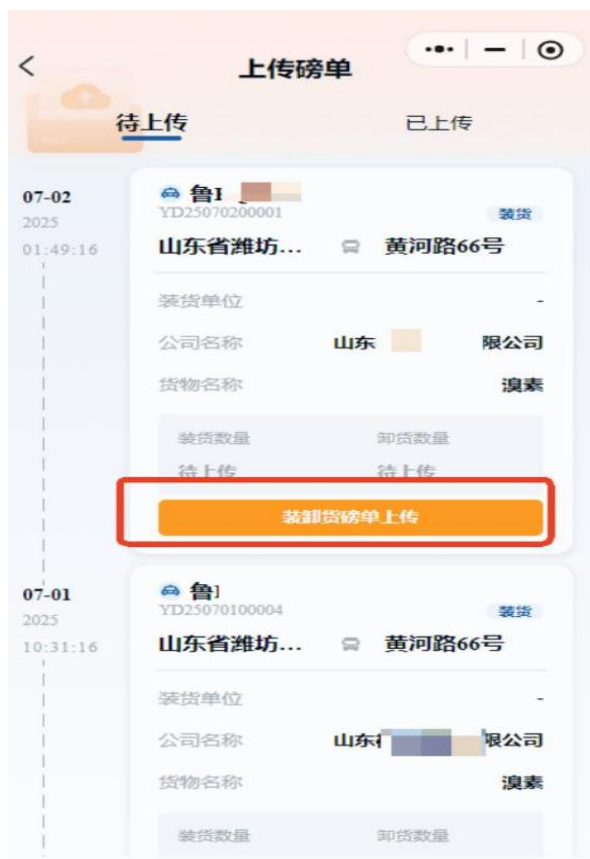 上传磅单
待上传 已上传
07-02 鲁
2025 YD25070200001 装货
01:49:16 山东省潍坊... 黄河路66号
装货单位 -
公司名称 山东 限公司
货物名称 溴素
装货数量 卸货数量
待上传 待上传
装卸货磅单上传
07-01 鲁
2025 YD25070100004 装货
10:31:16 山东省潍坊... 黄河路66号
装货单位 -
公司名称 山东 限公司
货物名称 溴素
装货数量 卸货数量